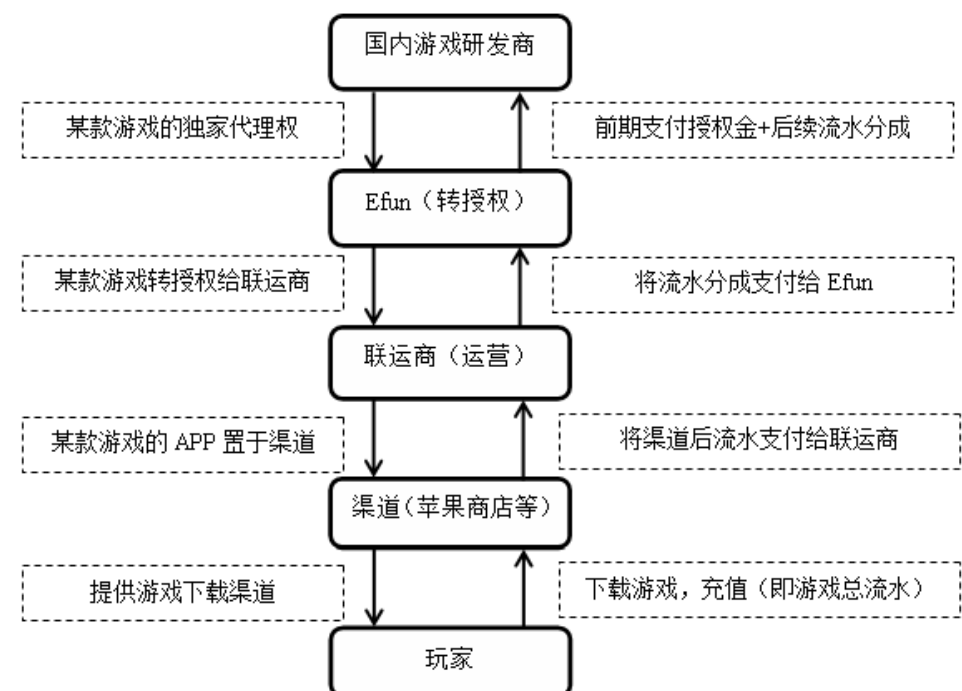 国内游戏研发商
某款游戏的独家代理权
前期支付授权金+后续流水分成
Efun（转授权）
某款游戏转授权给联运商
将流水分成支付给 Efun
联运商（运营）
某款游戏的 APP 置于渠道
将渠道后流水支付给联运商
渠道（苹果商店等）
提供游戏下载渠道
下载游戏，充值（即游戏总流水）
玩家